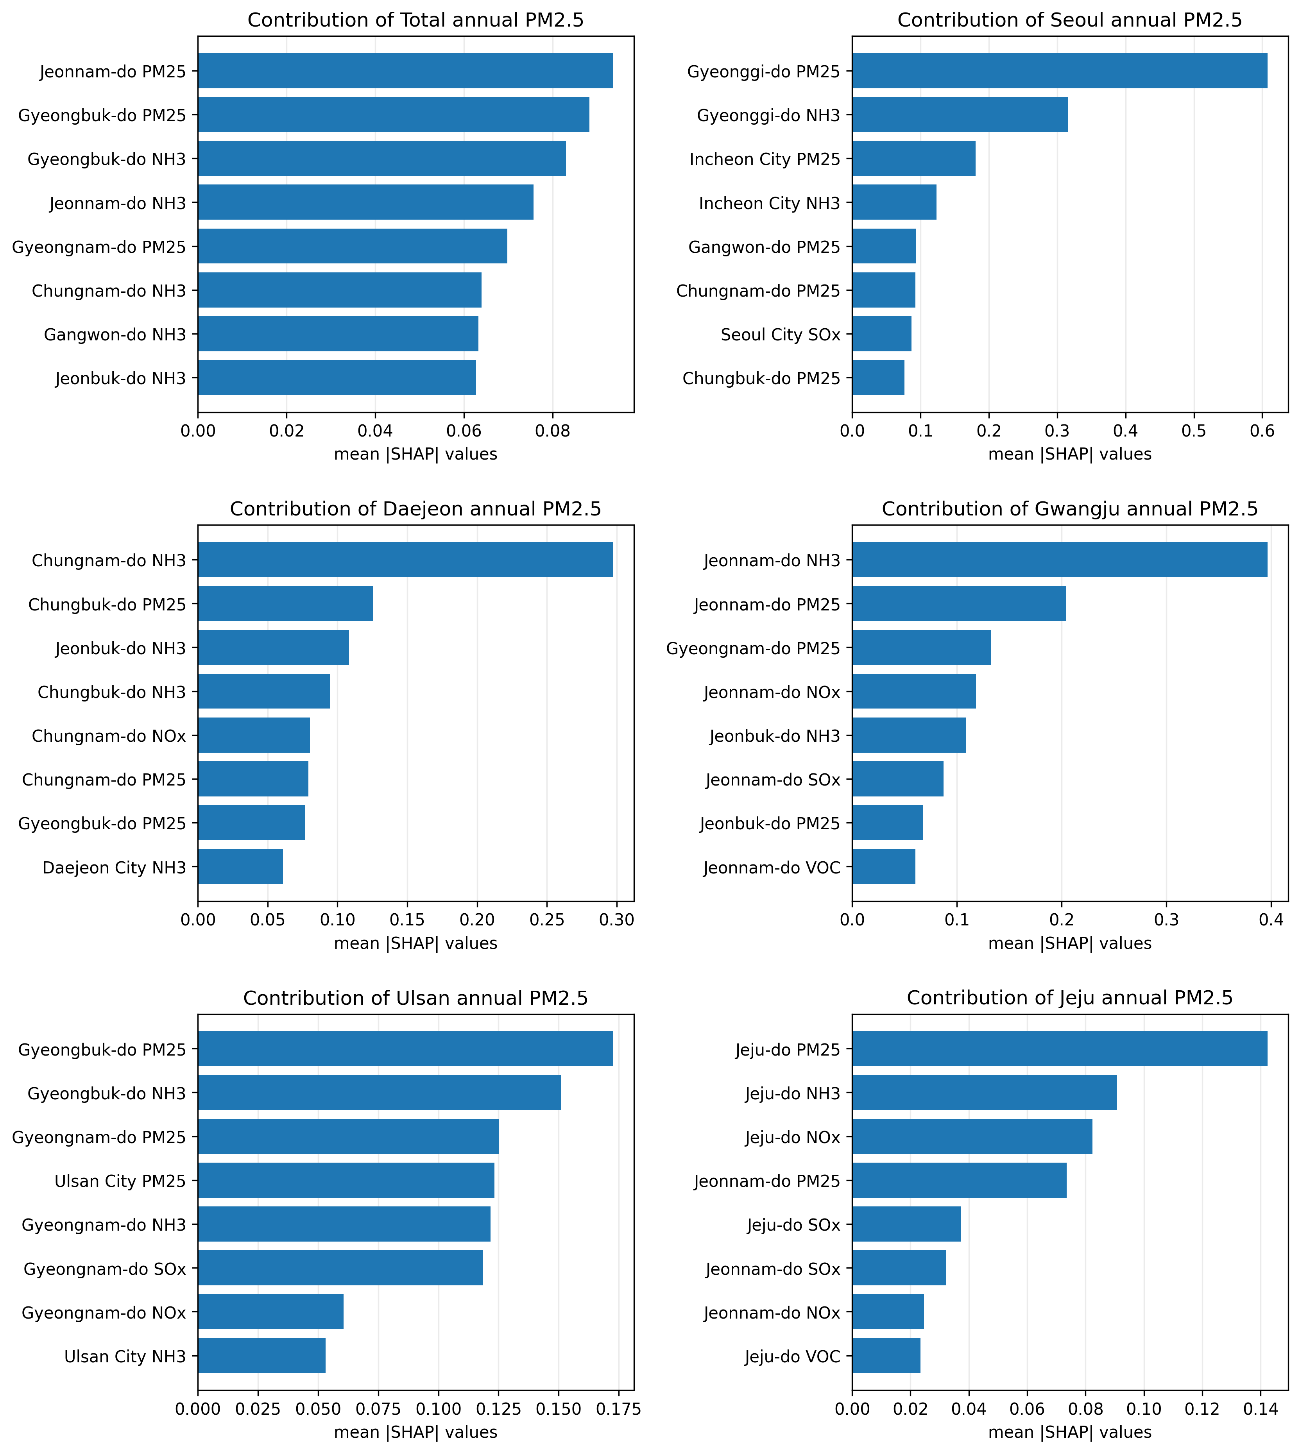 Contribution of Total annual PM2.5
Jeonnam-do PM25
Gyeongbuk-do PM25
Gyeongbuk-do NH3
Jeonnam-do NH3
Gyeongnam-do PM25
Chungnam-do NH3
Gangwon-do NH3
Jeonbuk-do NH3
0.00 0.02 0.04 0.06 0.08
mean |SHAP| values
Contribution of Seoul annual PM2.5
Gyeonggi-do PM25
Gyeonggi-do NH3
Incheon City PM25
Incheon City NH3
Gangwon-do PM25
Chungnam-do PM25
Seoul City SOx
Chungbuk-do PM25
0.0 0.1 0.2 0.3 0.4 0.5 0.6
mean |SHAP| values
Contribution of Daejeon annual PM2.5
Chungnam-do NH3
Chungbuk-do PM25
Jeonbuk-do NH3
Chungbuk-do NH3
Chungnam-do NOx
Chungnam-do PM25
Gyeongbuk-do PM25
Daejeon City NH3
0.00 0.05 0.10 0.15 0.20 0.25 0.30
mean |SHAP| values
Contribution of Gwangju annual PM2.5
Jeonnam-do NH3
Jeonnam-do PM25
Gyeongnam-do PM25
Jeonnam-do NOx
Jeonbuk-do NH3
Jeonnam-do SOx
Jeonbuk-do PM25
Jeonnam-do VOC
0.0 0.1 0.2 0.3 0.4
mean |SHAP| values
Contribution of Ulsan annual PM2.5
Gyeongbuk-do PM25
Gyeongbuk-do NH3
Gyeongnam-do PM25
Ulsan City PM25
Gyeongnam-do NH3
Gyeongnam-do SOx
Gyeongnam-do NOx
Ulsan City NH3
0.000 0.025 0.050 0.075 0.100 0.125 0.150 0.175
mean |SHAP| values
Contribution of Jeju annual PM2.5
Jeju-do PM25
Jeju-do NH3
Jeju-do NOx
Jeonnam-do PM25
Jeju-do SOx
Jeonnam-do SOx
Jeonnam-do NOx
Jeju-do VOC
0.00 0.02 0.04 0.06 0.08 0.10 0.12 0.14
mean |SHAP| values